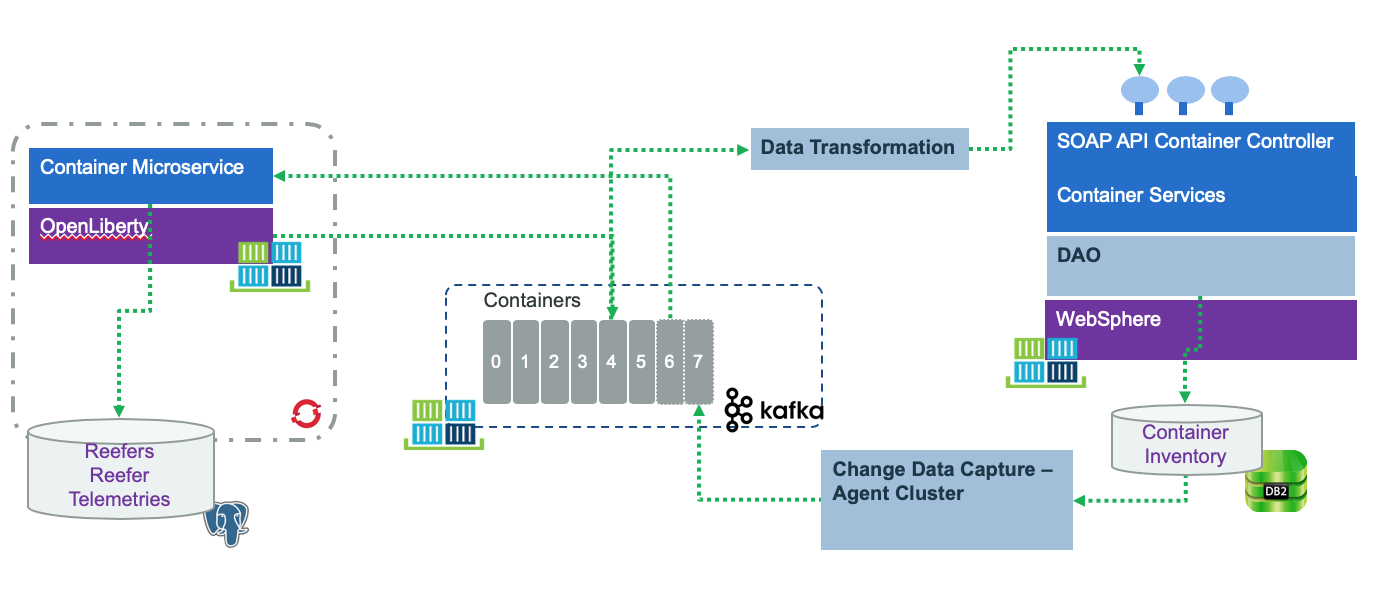 Container Microservice
OpenLiberty
Reefers
Reefer
Telemetries
Containers
0 1 2 3 4 5 6 7
kafka
Data Transformation
Change Data Capture –
Agent Cluster
SOAP API Container Controller
Container Services
DAO
WebSphere
Container
Inventory
DB2